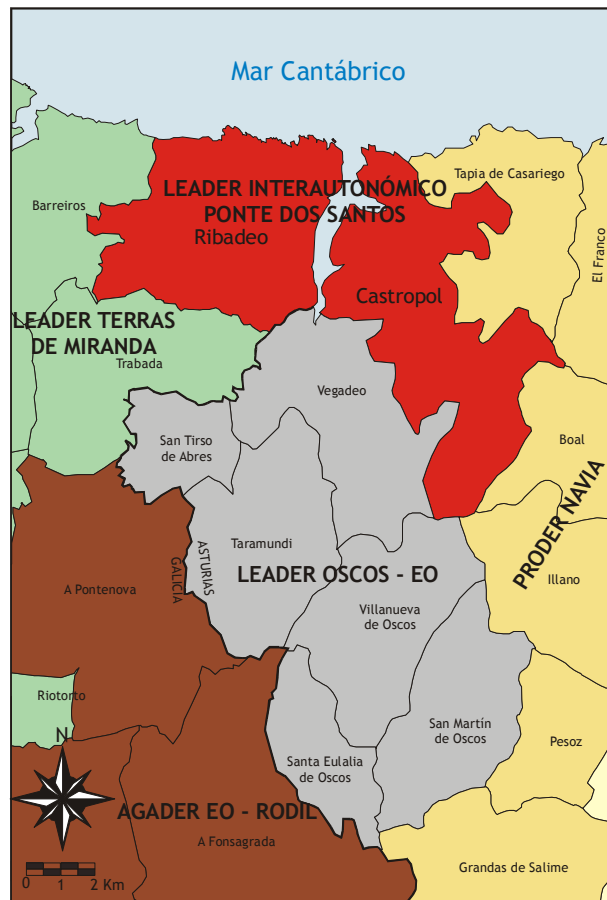 Mar Cantábrico
Tapia de Casariego
LEADER INTERAUTONÓMICO
PONTE DOS SANTOS
Barreiros
Ribadeo
El Franco
Castropol
LEADER TERRAS
DE MIRANDA
Trabada
Vegadeo
San Tirso
de Abres
Boal
PRODER NAVIA
Taramundi
ASTURIAS
GALICIA
LEADER OSCOS - EO
A Pontenova
Illano
Villanueva
de Oscos
Riotorto
San Martín
de Oscos
N
Pesoz
Santa Eulalia
de Oscos
AGADER EO - RODIL
A Fonsagrada
Grandas de Salime
0 1 2 Km